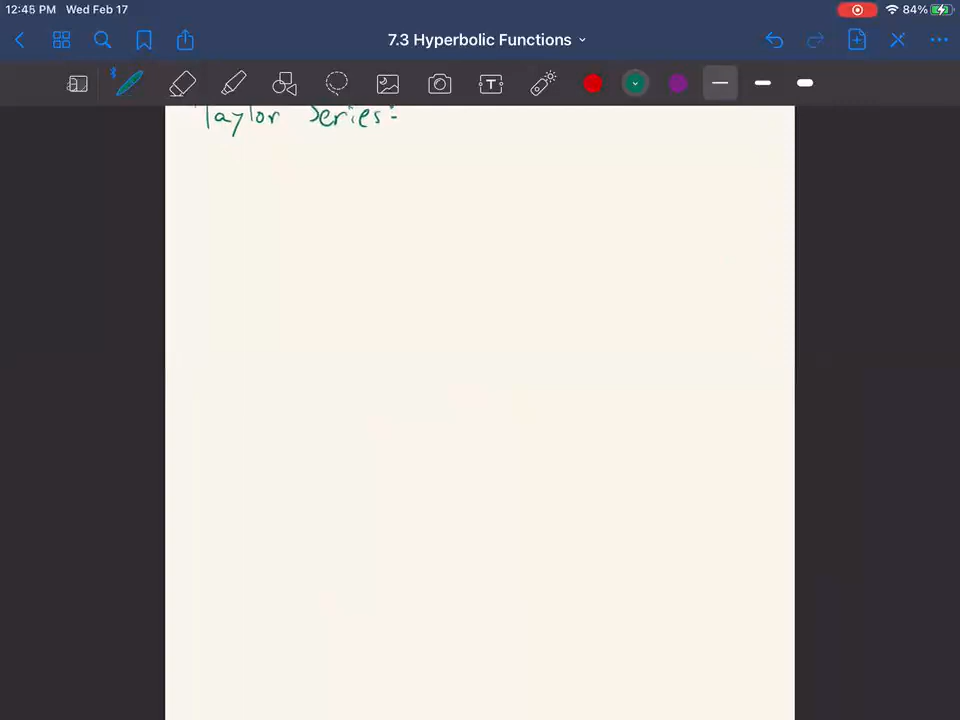 12:45 PM Wed Feb 17
84%
7.3 Hyperbolic Functions
T
Taylor Series: